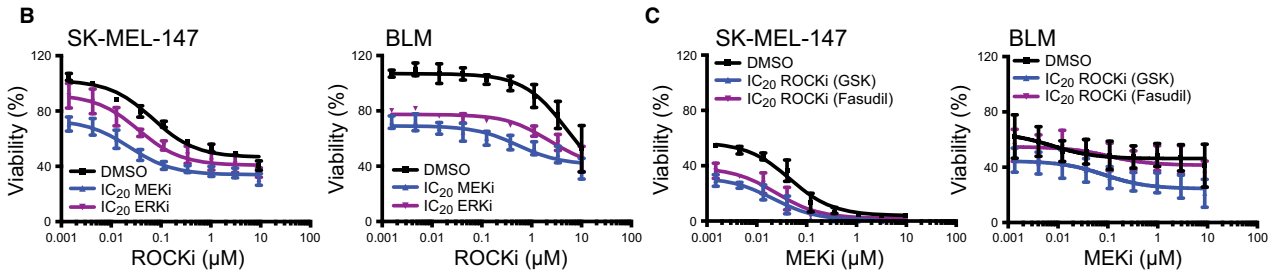 B
SK-MEL-147
Viability (%)
120
80
40
0
DMSO
IC20 MEKi
IC20 ERKi
0.001 0.01 0.1 1 10 100
ROCKi (µM)
BLM
Viability (%)
120
80
40
0
DMSO
IC20 MEKi
IC20 ERKi
0.001 0.01 0.1 1 10 100
ROCKi (µM)
C
SK-MEL-147
Viability (%)
120
80
40
0
DMSO
IC20 ROCKi (GSK)
IC20 ROCKi (Fasudil)
0.001 0.01 0.1 1 10 100
MEKi (µM)
BLM
Viability (%)
120
80
40
0
DMSO
IC20 ROCKi (GSK)
IC20 ROCKi (Fasudil)
0.001 0.01 0.1 1 10 100
MEKi (µM)